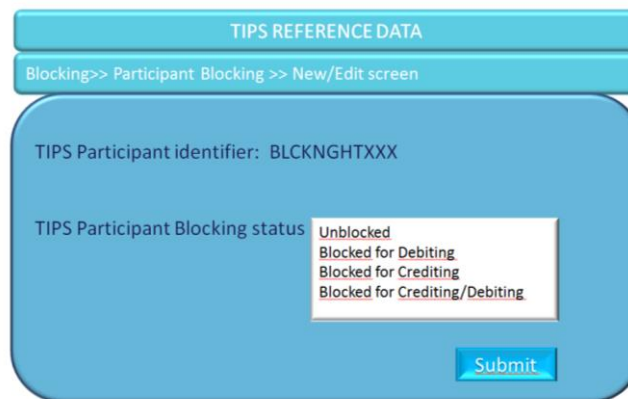 TIPS REFERENCE DATA
Blocking>> Participant Blocking >> New/Edit screen
TIPS Participant identifier: BLCKNGHTXXX
TIPS Participant Blocking status
Unblocked
Blocked for Debiting
Blocked for Crediting
Blocked for Crediting/Debiting
Submit